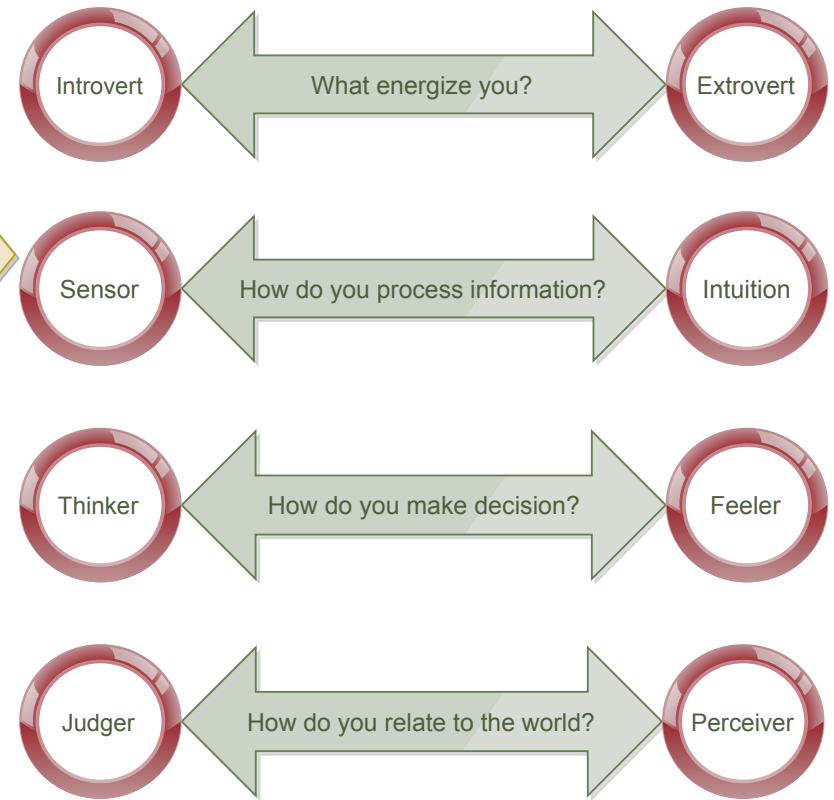 Introvert What energize you? Extrovert
Sensor How do you process information? Intuition
Thinker How do you make decision? Feeler
Judger How do you relate to the world? Perceiver